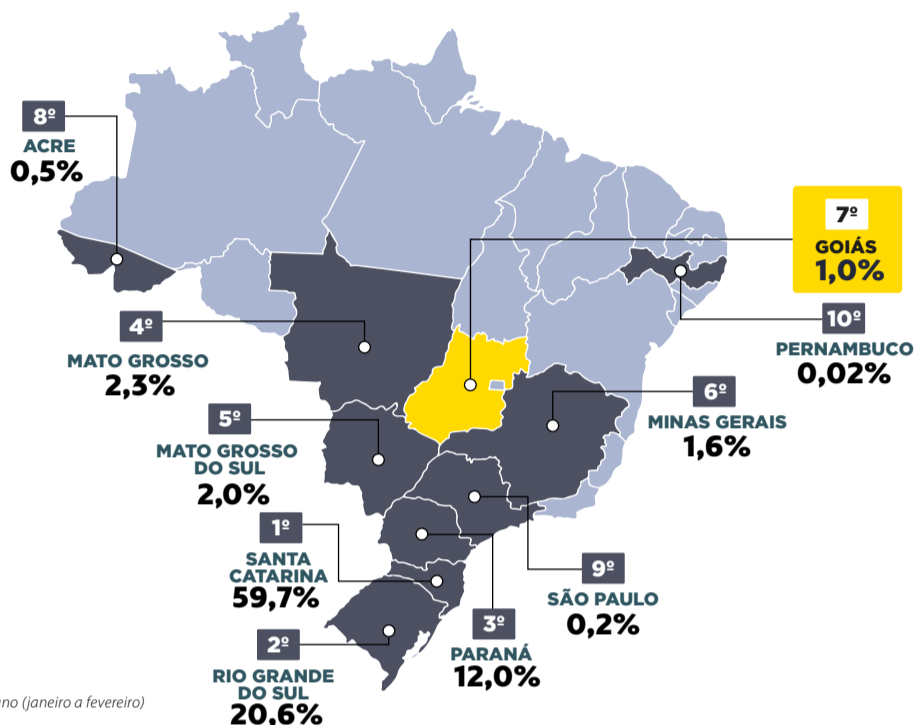 8º
ACRE
0,5%
7º
GOIÁS
1,0%
4º
MATO GROSSO
2,3%
10º
PERNAMBUCO
0,02%
5º
MATO GROSSO
DO SUL
2,0%
6º
MINAS GERAIS
1,6%
1º
SANTA
CATARINA
59,7%
9º
SÃO PAULO
0,2%
3º
PARANÁ
12,0%
2º
RIO GRANDE
DO SUL
20,6%
(janeiro a fevereiro)